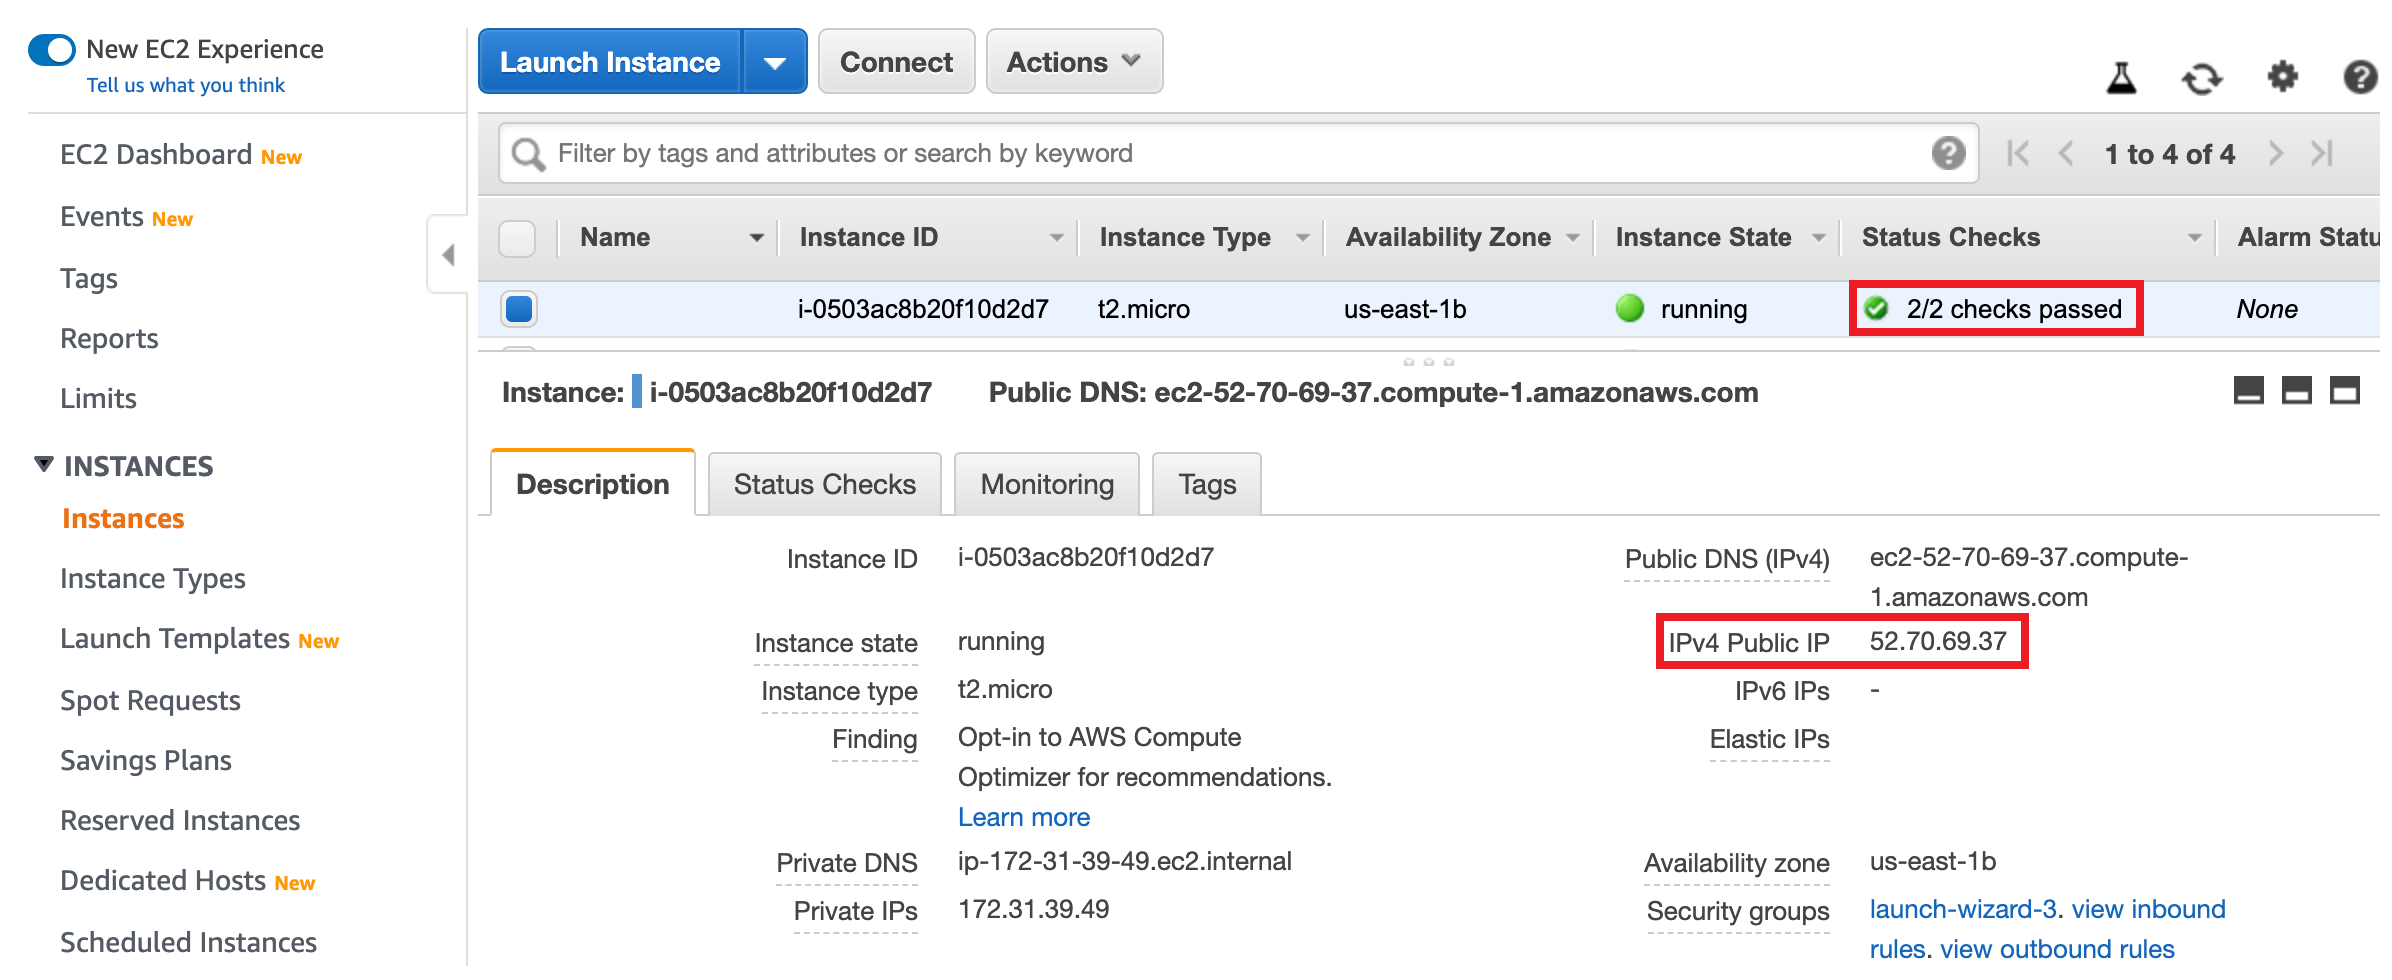 New EC2 Experience
Tell us what you think
EC2 Dashboard New
Events New
Tags
Reports
Limits
INSTANCES
Instances
Instance Types
Launch Templates New
Spot Requests
Savings Plans
Reserved Instances
Dedicated Hosts New
Scheduled Instances
Launch Instance
Connect
Actions
Filter by tags and attributes or search by keyword
1 to 4 of 4
Name Instance ID Instance Type Availability Zone Instance State Status Checks Alarm Statu
i-0503ac8b20f10d2d7 t2.micro us-east-1b running 2/2 checks passed None
Instance: i-0503ac8b20f10d2d7 Public DNS: ec2-52-70-69-37.compute-1.amazonaws.com
Description Status Checks Monitoring Tags
Instance ID i-0503ac8b20f10d2d7
Instance state running
Instance type t2.micro
Finding Opt-in to AWS Compute
Optimizer for recommendations.
Learn more
Private DNS ip-172-31-39-49.ec2.internal
Private IPs 172.31.39.49
Public DNS (IPv4) ec2-52-70-69-37.compute-
1.amazonaws.com
IPv4 Public IP 52.70.69.37
IPv6 IPs -
Elastic IPs
Availability zone us-east-1b
Security groups launch-wizard-3. view inbound
rules. view outbound rules